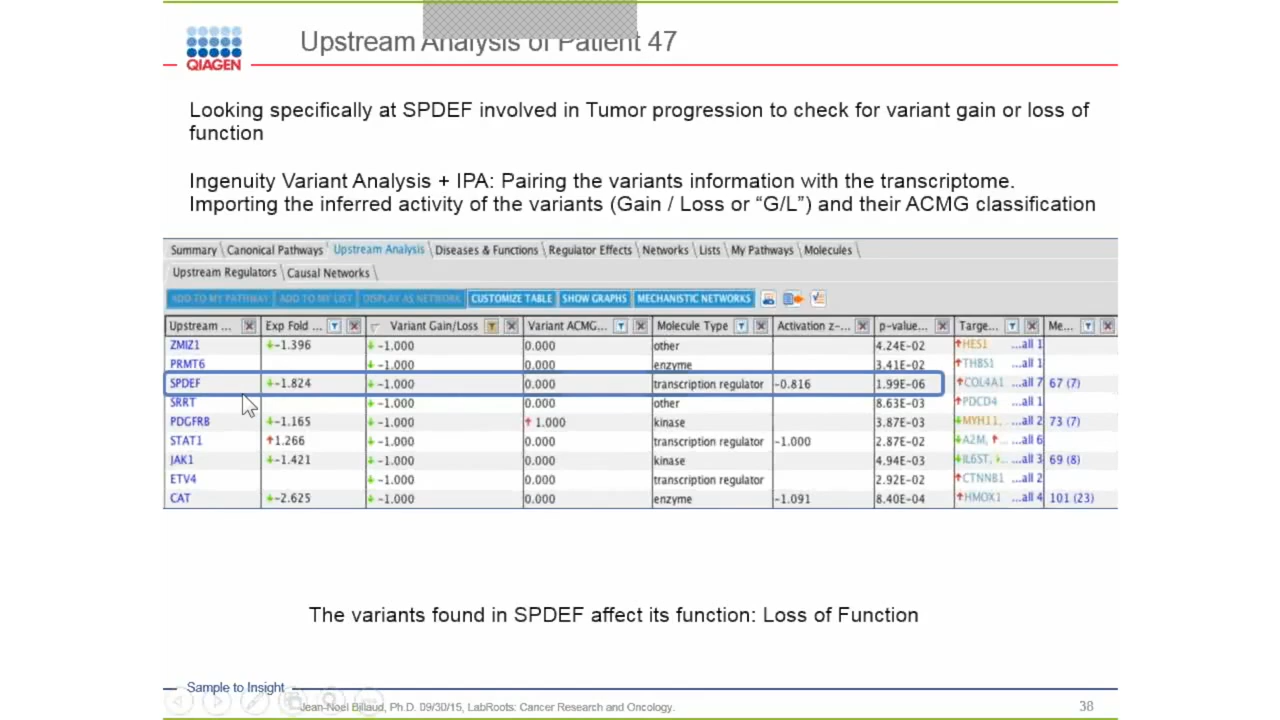 QIAGEN
Upstream Analysis of Patient 47
Looking specifically at SPDEF involved in Tumor progression to check for variant gain or loss of
function
Ingenuity Variant Analysis + IPA: Pairing the variants information with the transcriptome.
Importing the inferred activity of the variants (Gain / Loss or “G/L”) and their ACMG classification
Summary Canonical Pathways Upstream Analysis Diseases & Functions Regulator Effects Networks Lists My Pathways Molecules
Upstream Regulators Causal Networks
ADD TO MY PATHWAY ADD TO MY LIST DISPLAY AS NETWORK CUSTOMIZE TABLE SHOW GRAPHS MECHANISTIC NETWORKS
Upstream ... Exp Fold ... Variant Gain/Loss Variant ACMG... Molecule Type Activation z-... p-value... Targe... Me...
ZMIZ1 -1.396 -1.000 0.000 other 4.24E-02 HES1 ...all 1
PRMT6 -1.000 0.000 enzyme 3.41E-02 THBS1 ...all 1
SPDEF -1.824 -1.000 0.000 transcription regulator -0.816 1.99E-06 COL4A1 ...all 7 67 (7)
SRRT -1.000 0.000 other 8.63E-03 PDCD4 ...all 1
PDGFRB -1.165 -1.000 1.000 kinase 3.87E-03 MYH11, ...all 2 73 (7)
STAT1 1.266 -1.000 0.000 transcription regulator -1.000 2.87E-02 A2M, ...all 6
JAK1 -1.421 -1.000 0.000 kinase 4.94E-03 IL6ST, ...all 3 69 (8)
ETV4 -1.000 0.000 transcription regulator 2.92E-02 CTNNB1 ...all 2
CAT -2.625 -1.000 0.000 enzyme -1.091 8.40E-04 HMOX1 ...all 4 101 (23)
The variants found in SPDEF affect its function: Loss of Function
Sample to Insight
Jean-Noel Billaud, Ph.D. 09/30/15, LabRoots: Cancer Research and Oncology.
38